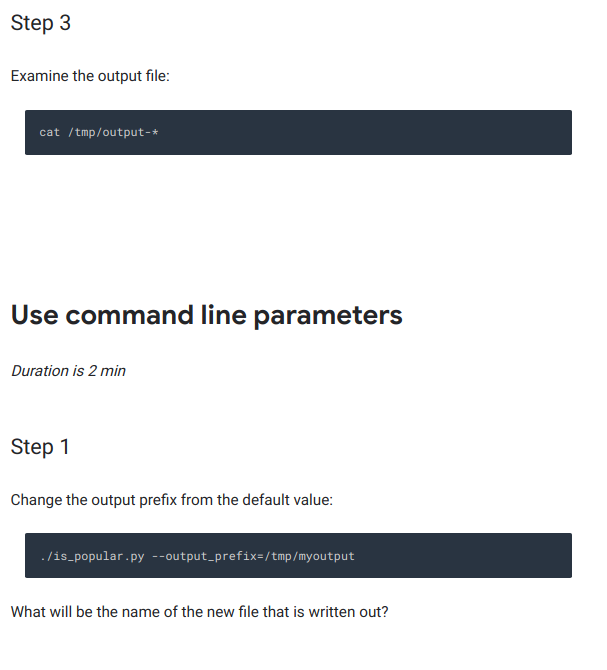 Step 3
Examine the output file:
cat /tmp/output-*
Use command line parameters
Duration is 2 min
Step 1
Change the output prefix from the default value:
./is_popular.py --output_prefix=/tmp/myoutput
What will be the name of the new file that is written out?